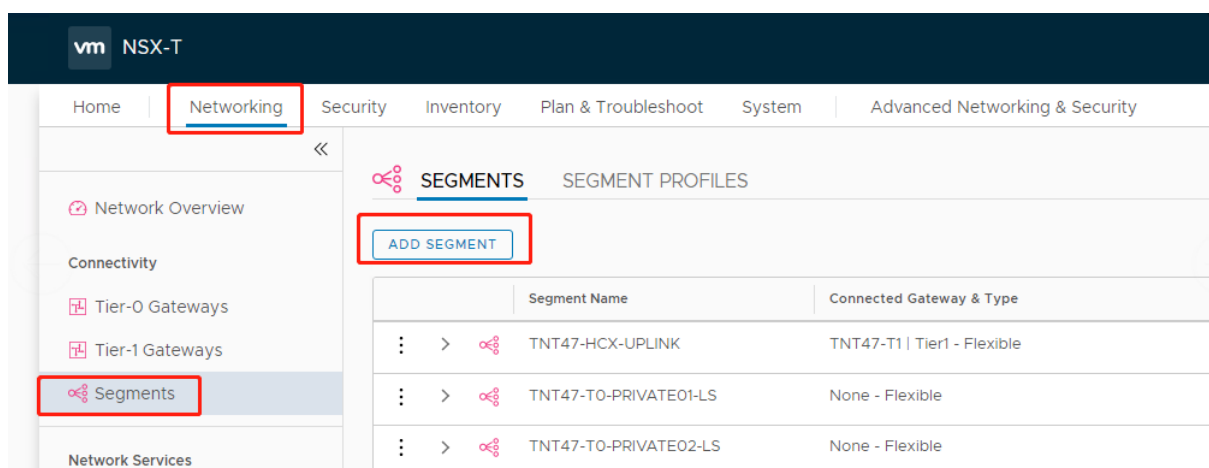 vm NSX-T
Home Networking Security Inventory Plan & Troubleshoot System Advanced Networking & Security
«
SEGMENTS SEGMENT PROFILES
Network Overview
ADD SEGMENT
Connectivity
Segment Name Connected Gateway & Type
Tier-0 Gateways
TNT47-HCX-UPLINK TNT47-T1 | Tier1 - Flexible
Tier-1 Gateways
Segments
TNT47-T0-PRIVATE01-LS None - Flexible
TNT47-T0-PRIVATE02-LS None - Flexible
Network Services